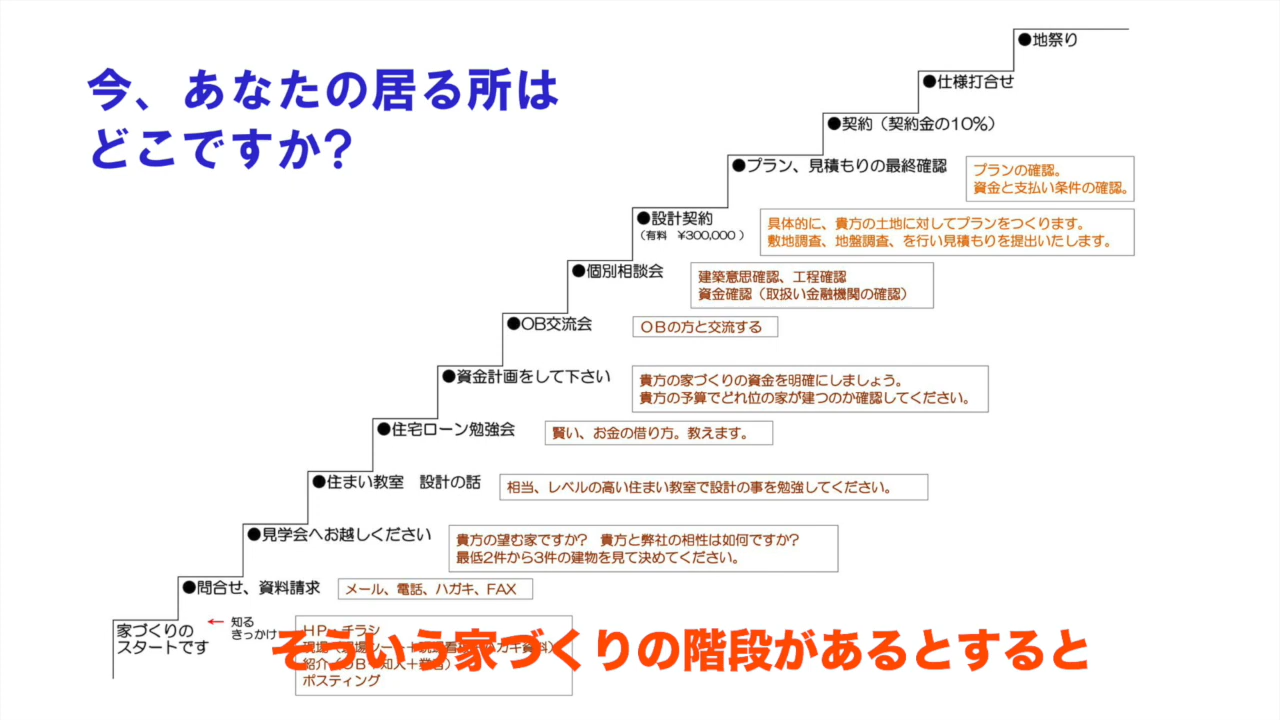 今、あなたの居る所は
どこですか?
●地祭り
●仕様打合せ
●契約（契約金の10%）
●プラン、見積もりの最終確認
プランの確認。
資金と支払い条件の確認。
●設計契約
（有料　¥300,000 ）
具体的に、貴方の土地に対してプランをつくります。
敷地調査、地盤調査、を行い見積もりを提出いたします。
●個別相談会
建築意思確認、工程確認
資金確認（取扱い金融機関の確認）
●OB交流会
ＯＢの方と交流する
●資金計画をして下さい
貴方の家づくりの資金を明確にしましょう。
貴方の予算でどれ位の家が建つのか確認してください。
●住宅ローン勉強会
賢い、お金の借り方。教えます。
●住まい教室　設計の話
相当、レベルの高い住まい教室で設計の事を勉強してください。
●見学会へお越しください
貴方の望む家ですか?　貴方と弊社の相性は如何ですか?
最低2件から3件の建物を見て決めてください。
●問合せ、資料請求
メール、電話、ハガキ、FAX
家づくりの
スタートです
← 知る
きっかけ
ＨＰ・チラシ
紹介
ポスティング
そういう家づくりの階段があるとすると